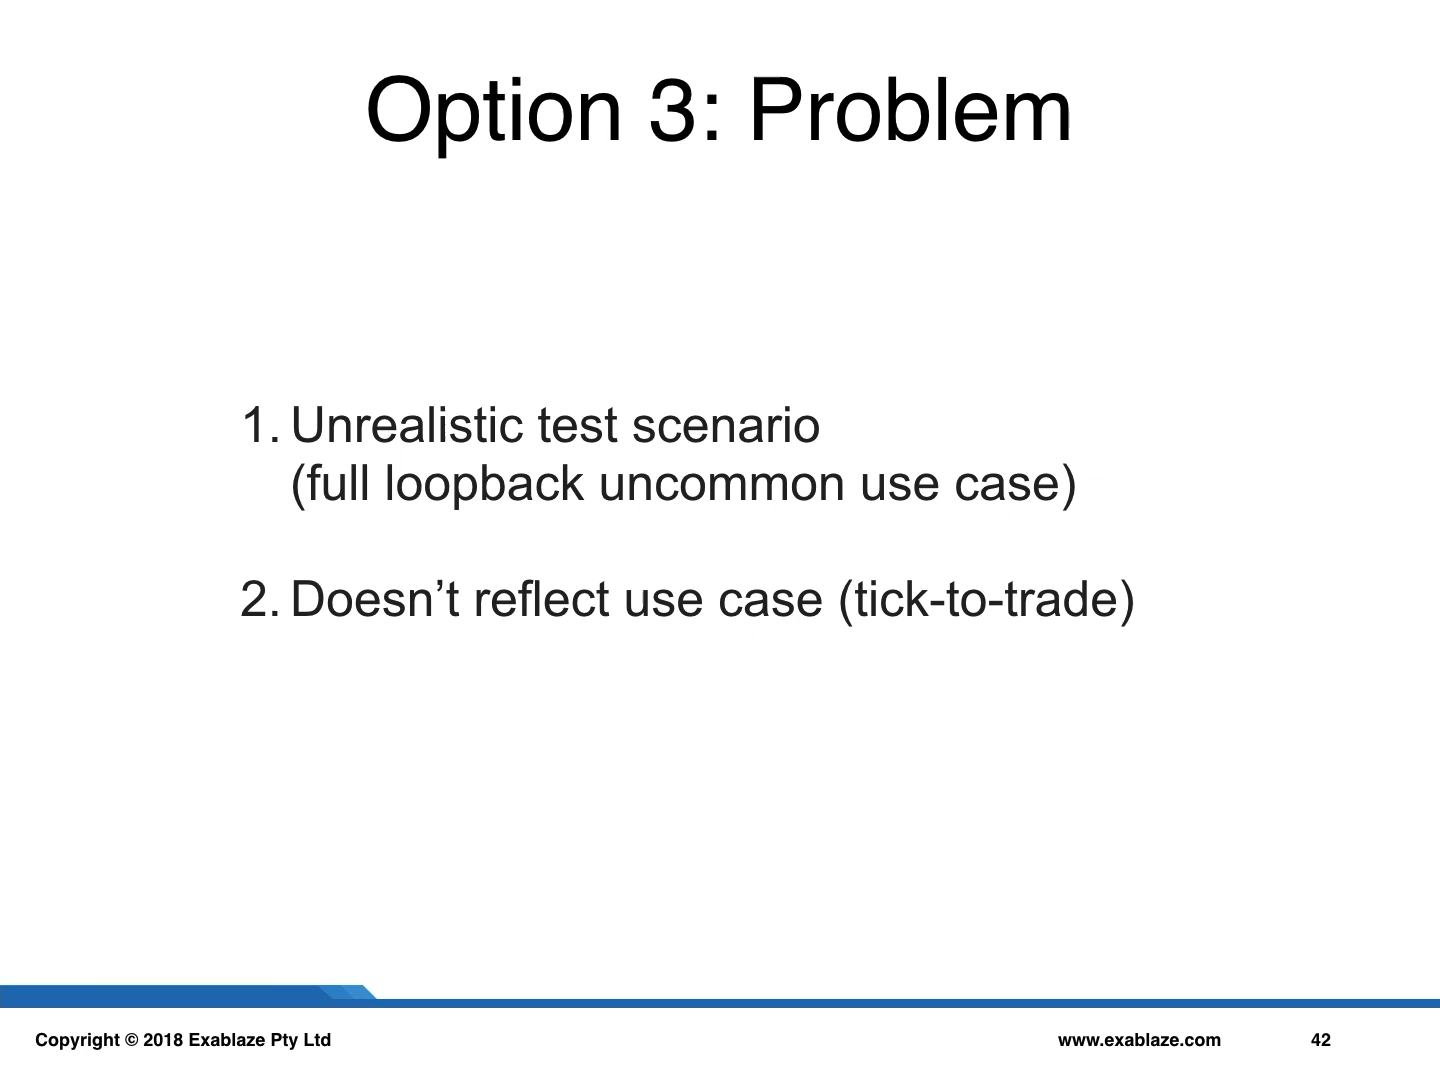 Option 3: Problem
1. Unrealistic test scenario
(full loopback uncommon use case)
2. Doesn’t reflect use case (tick-to-trade)
Copyright © 2018 Exablaze Pty Ltd
www.exablaze.com
42